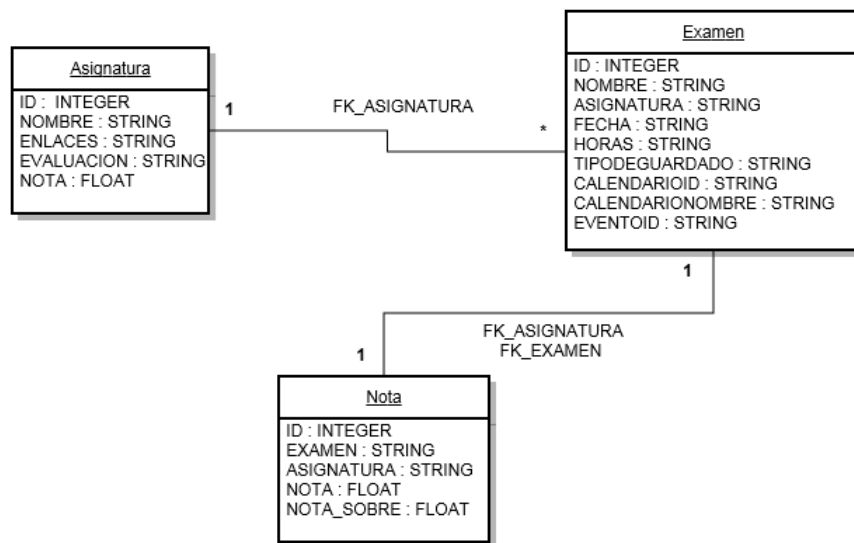 Asignatura
ID : INTEGER
NOMBRE : STRING
ENLACES : STRING
EVALUACION : STRING
NOTA : FLOAT
1
FK_ASIGNATURA
*
Examen
ID : INTEGER
NOMBRE : STRING
ASIGNATURA : STRING
FECHA : STRING
HORAS : STRING
TIPODEGUARDADO : STRING
CALENDARIOID : STRING
CALENDARIONOMBRE : STRING
EVENTOID : STRING
1
FK_ASIGNATURA
FK_EXAMEN
1
Nota
ID : INTEGER
EXAMEN : STRING
ASIGNATURA : STRING
NOTA : FLOAT
NOTA_SOBRE : FLOAT